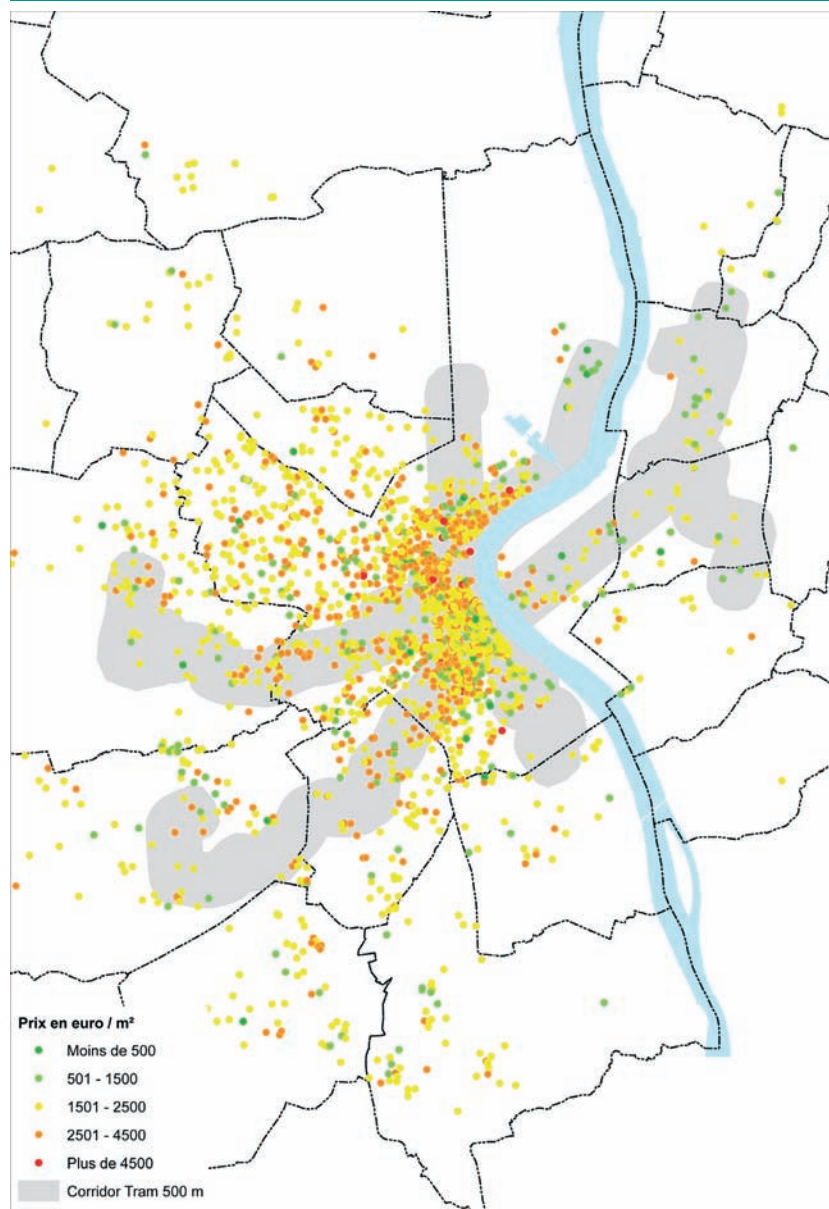 Prix en euro / m²
Moins de 500
501 - 1500
1501 - 2500
2501 - 4500
Plus de 4500
Corridor Tram 500 m